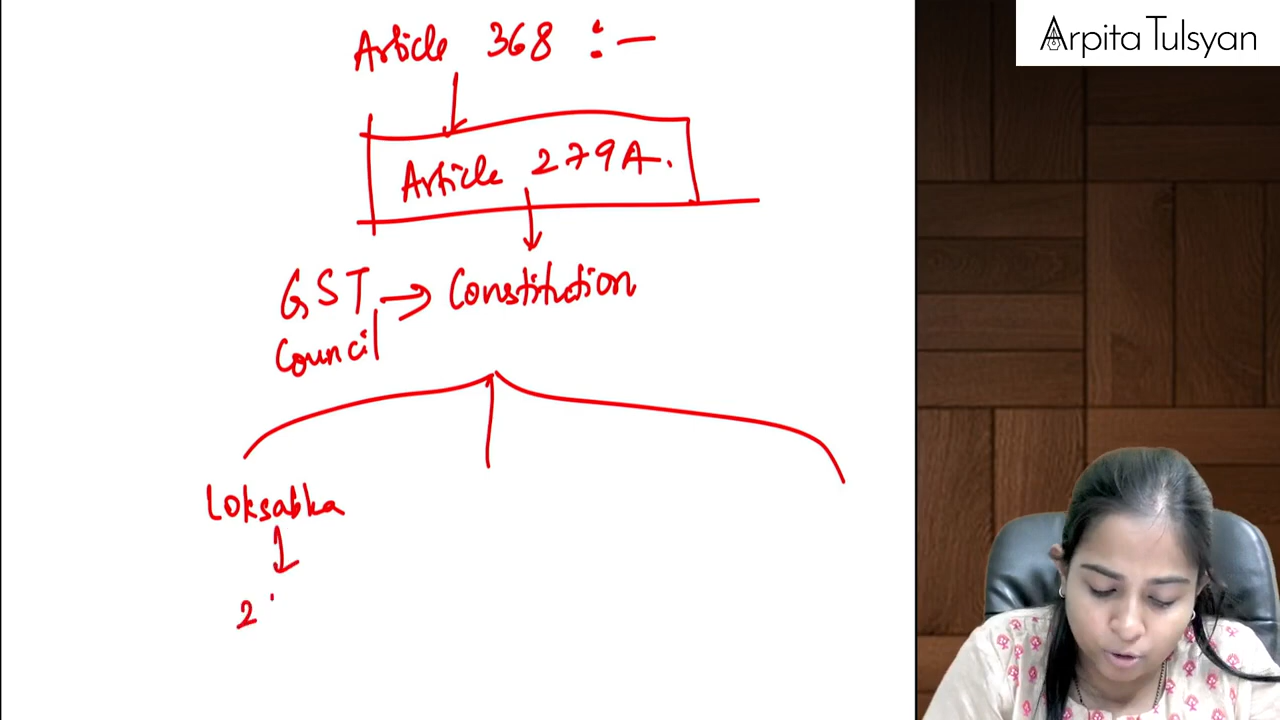 Arpita Tulsyan
Article 368 :-
Article 279A.
GST → Constitution
Council
Loksabha
2